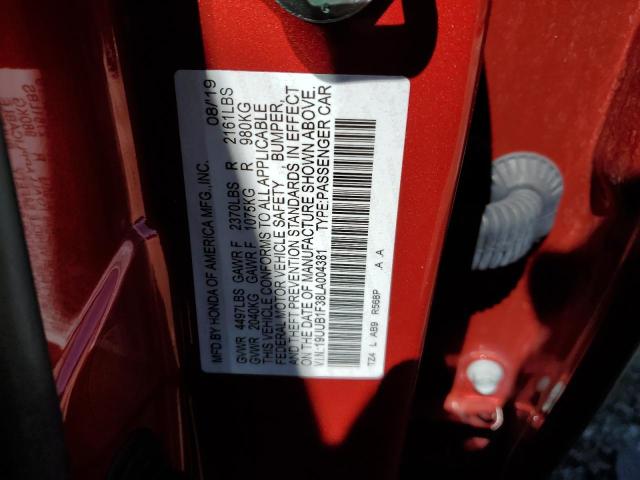 MFD.BY HONDA OF AMERICA MFG.,INC. 08/'19
GVWR 4497LBS GAWR F 2370LBS R 2161LBS
GVWR 2040KG GAWR F 1075KG R 980KG
THIS VEHICLE CONFORMS TO ALL APPLICABLE
FEDERAL MOTOR VEHICLE SAFETY BUMPER,
AND THEFT PREVENTION STANDARDS IN EFFECT
ON THE DATE OF MANUFACTURE SHOWN ABOVE.
V.I.N.:19UUB1F38LA004381 TYPE:PASSENGER CAR
TZ4 L AB9 R568P .A .A